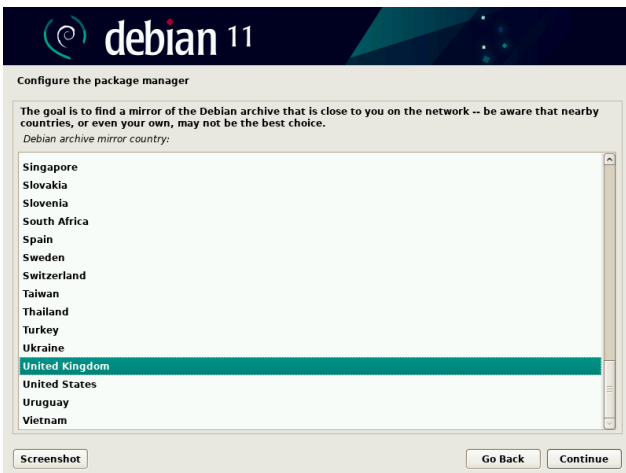 debian 11
Configure the package manager
The goal is to find a mirror of the Debian archive that is close to you on the network -- be aware that nearby
countries, or even your own, may not be the best choice.
Debian archive mirror country:
Singapore
Slovakia
Slovenia
South Africa
Spain
Sweden
Switzerland
Taiwan
Thailand
Turkey
Ukraine
United Kingdom
United States
Uruguay
Vietnam
Screenshot
Go Back
Continue